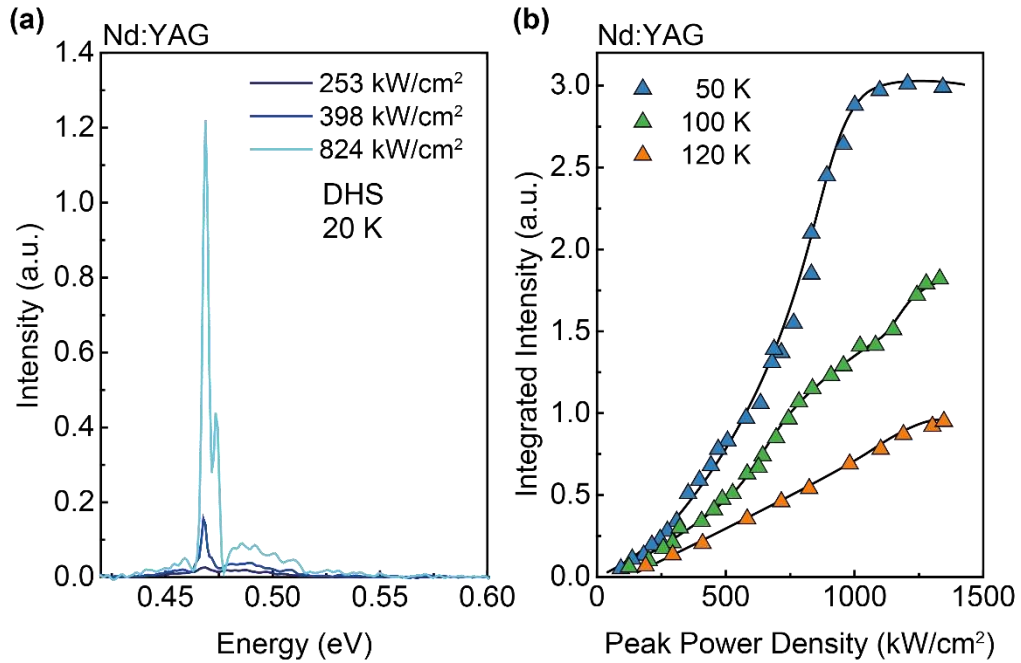 (a)
Nd:YAG
1.4
1.2
1.0
0.8
0.6
0.4
0.2
0.0
Intensity (a.u.)
253 kW/cm²
398 kW/cm²
824 kW/cm²
DHS
20 K
0.45
0.50
0.55
0.60
Energy (eV)
(b)
Nd:YAG
3.0
2.5
2.0
1.5
1.0
0.5
0.0
Integrated Intensity (a.u.)
50 K
100 K
120 K
0
500
1000
1500
Peak Power Density (kW/cm²)